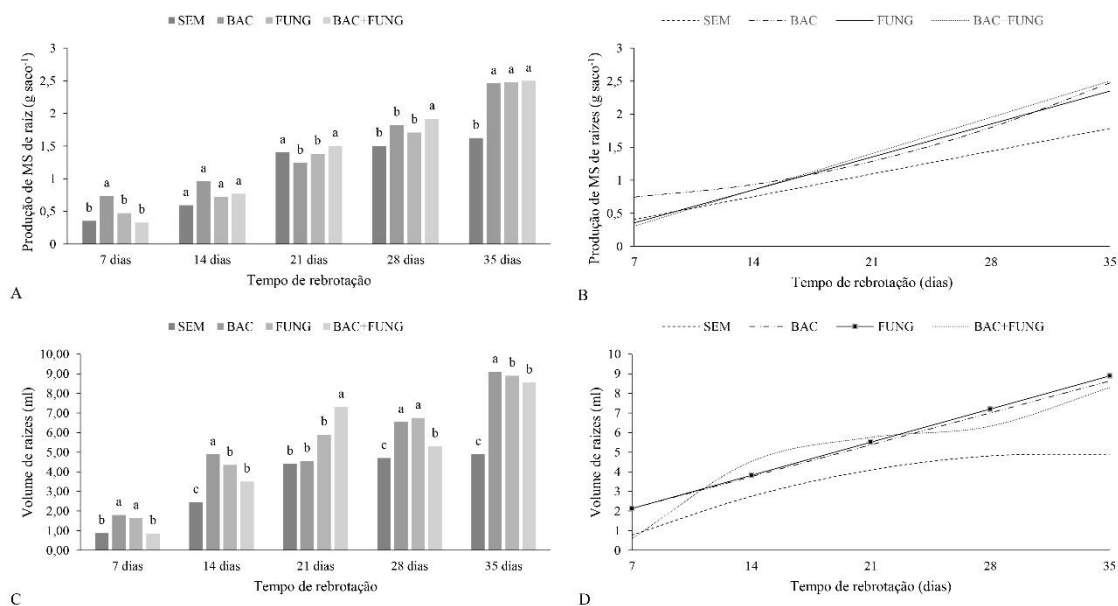 SEM BAC FUNG BAC+FUNG
Produção de MS de raiz (g saco⁻¹)
3
2,5
2
1,5
1
0,5
0
b a b b
a a a a
a b b a
b b b a
b a a a
7 dias 14 dias 21 dias 28 dias 35 dias
Tempo de rebrotação
A
SEM BAC FUNG BAC+FUNG
Produção de MS de raízes (g saco⁻¹)
3
2,5
2
1,5
1
0,5
0
7 14 21 28 35
Tempo de rebrotação (dias)
B
SEM BAC FUNG BAC+FUNG
Volume de raizes (ml)
10,00
9,00
8,00
7,00
6,00
5,00
4,00
3,00
2,00
1,00
0,00
b a a b
c a b b
b b b a
c a a b
c a b b
7 dias 14 dias 21 dias 28 dias 35 dias
Tempo de rebrotação
C
SEM BAC FUNG BAC+FUNG
Volume de raizes (ml)
10
9
8
7
6
5
4
3
2
1
0
7 14 21 28 35
Tempo de rebrotação (dias)
D